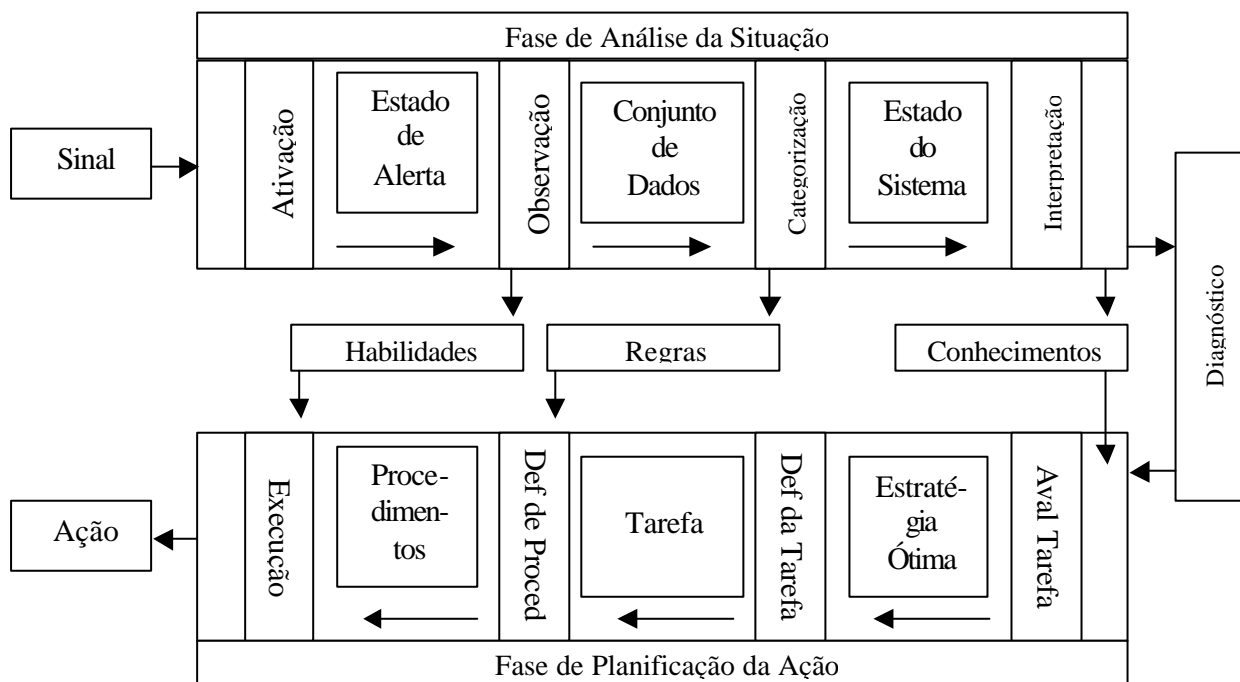 Fase de Análise da Situação
Sinal
Ativação
Estado
de
Alerta
Observação
Conjunto
de
Dados
Categorização
Estado
do
Sistema
Interpretação
Diagnóstico
Habilidades
Regras
Conhecimentos
Ação
Execução
Proce-
dimen-
tos
Def de Proced
Tarefa
Def da Tarefa
Estraté-
gia
Ótima
Aval Tarefa
Fase de Planificação da Ação